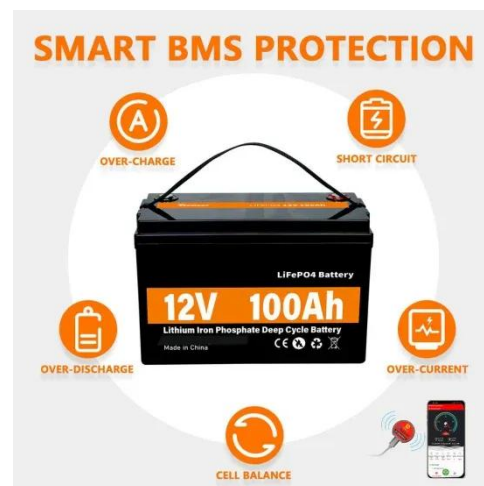 SMART BMS PROTECTION
OVER-CHARGE
SHORT CIRCUIT
LiFePO4 Battery
12V 100Ah
Lithium Iron Phosphate Deep Cycle Battery
Made in China
CE
OVER-DISCHARGE
OVER-CURRENT
CELL BALANCE